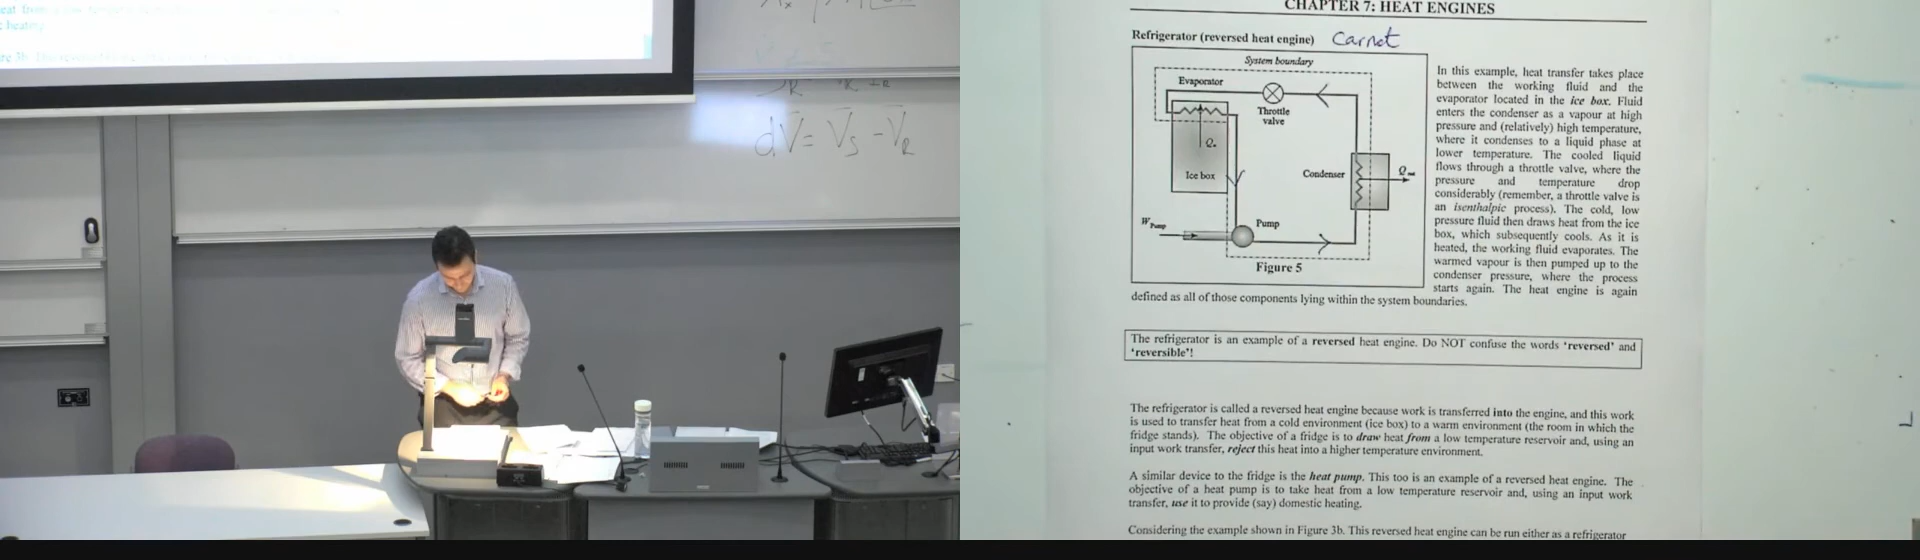 eat from a low
heating
re 3b.
dV = V̄s - V̄R
CHAPTER 7: HEAT ENGINES
Refrigerator (reversed heat engine) Carnot
System boundary
Evaporator
Throttle
valve
Q.
Ice box
Condenser
Q
W Pump
Pump
Figure 5
In this example, heat transfer takes place
between the working fluid and the
evaporator located in the ice box. Fluid
enters the condenser as a vapour at high
pressure and (relatively) high temperature,
where it condenses to a liquid phase at
lower temperature. The cooled liquid
flows through a throttle valve, where the
pressure and temperature drop
considerably (remember, a throttle valve is
an isenthalpic process). The cold, low
pressure fluid then draws heat from the ice
box, which subsequently cools. As it is
heated, the working fluid evaporates. The
warmed vapour is then pumped up to the
condenser pressure, where the process
starts again. The heat engine is again
defined as all of those components lying within the system boundaries.
The refrigerator is an example of a reversed heat engine. Do NOT confuse the words ‘reversed’ and
‘reversible’!
The refrigerator is called a reversed heat engine because work is transferred into the engine, and this work
is used to transfer heat from a cold environment (ice box) to a warm environment (the room in which the
fridge stands). The objective of a fridge is to draw heat from a low temperature reservoir and, using an
input work transfer, reject this heat into a higher temperature environment.
A similar device to the fridge is the heat pump. This too is an example of a reversed heat engine. The
objective of a heat pump is to take heat from a low temperature reservoir and, using an input work
transfer, use it to provide (say) domestic heating.
Considering the example shown in Figure 3b. This reversed heat engine can be run either as a refrigerator